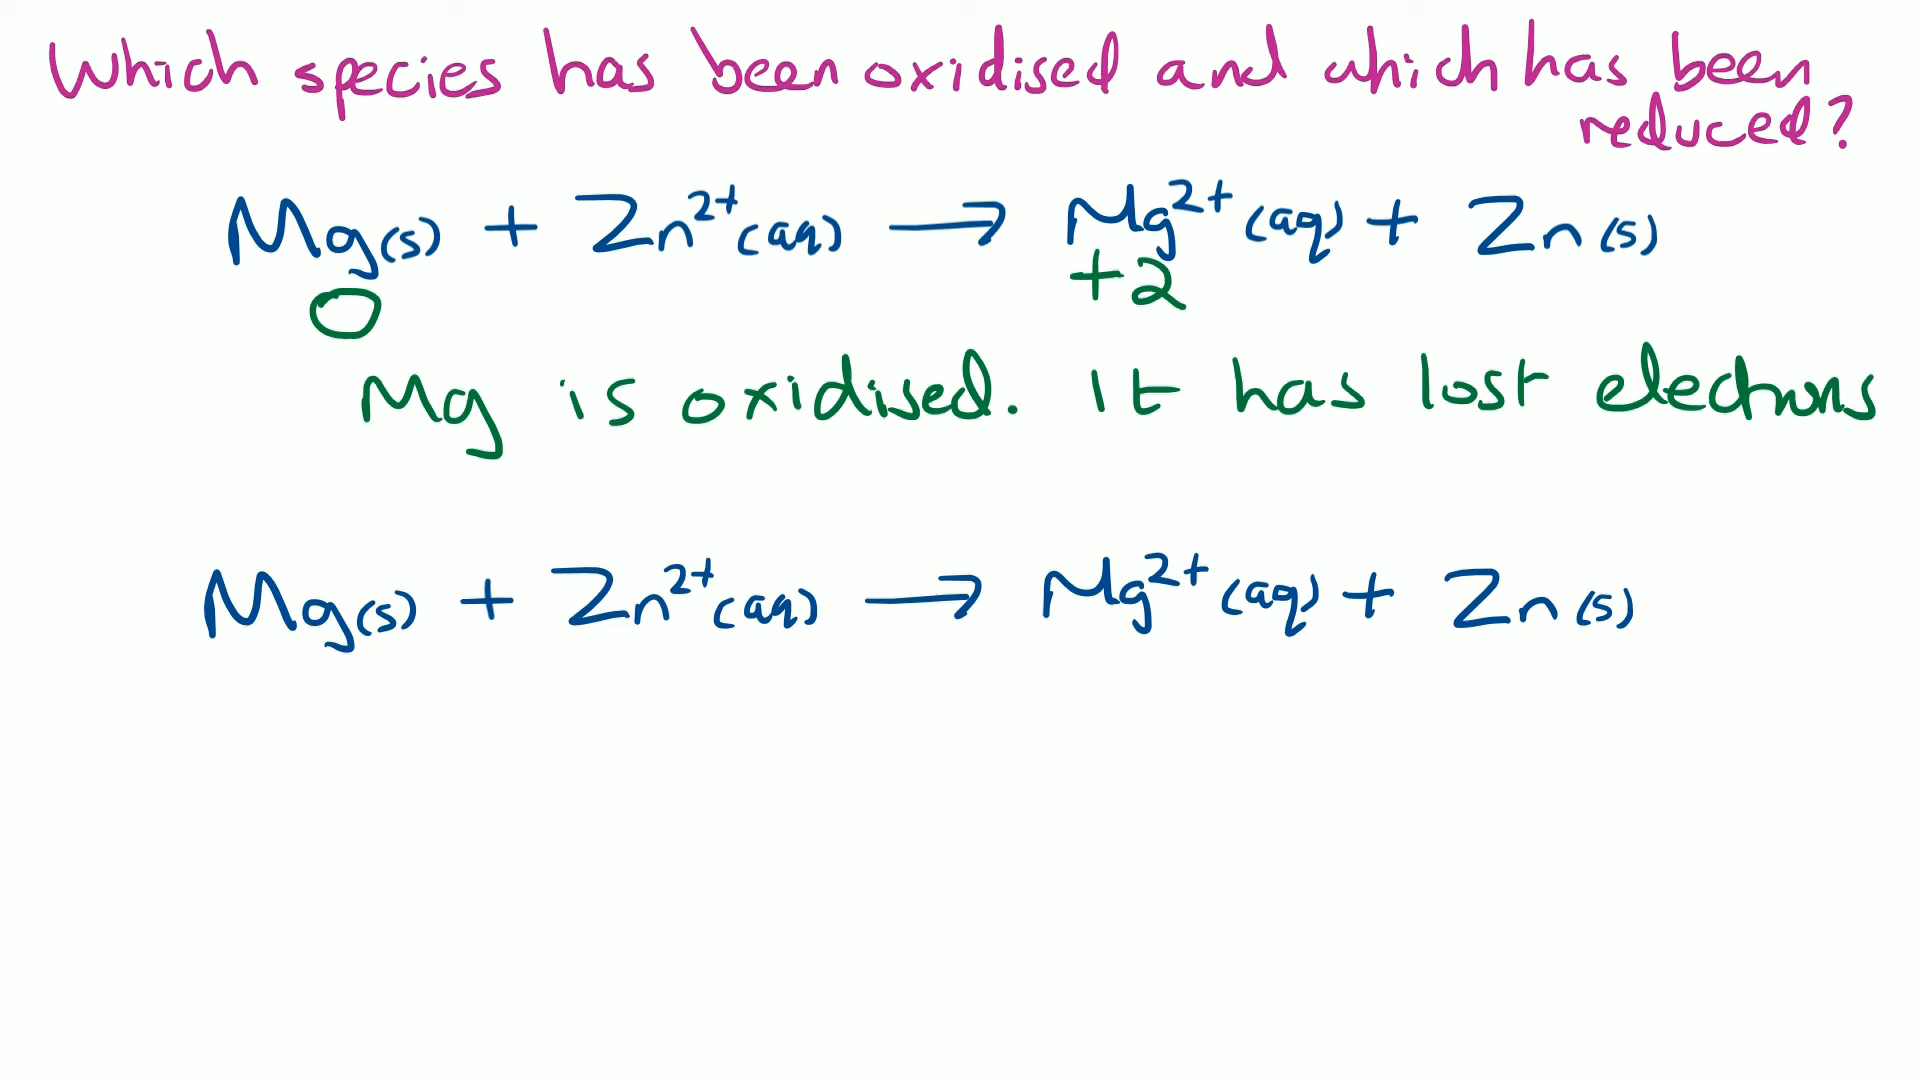 Which species has been oxidised and which has been
reduced?
Mg(s) + Zn²⁺(aq) → Mg²⁺(aq) + Zn(s)
0 +2
Mg is oxidised. It has lost electrons
Mg(s) + Zn²⁺(aq) → Mg²⁺(aq) + Zn(s)